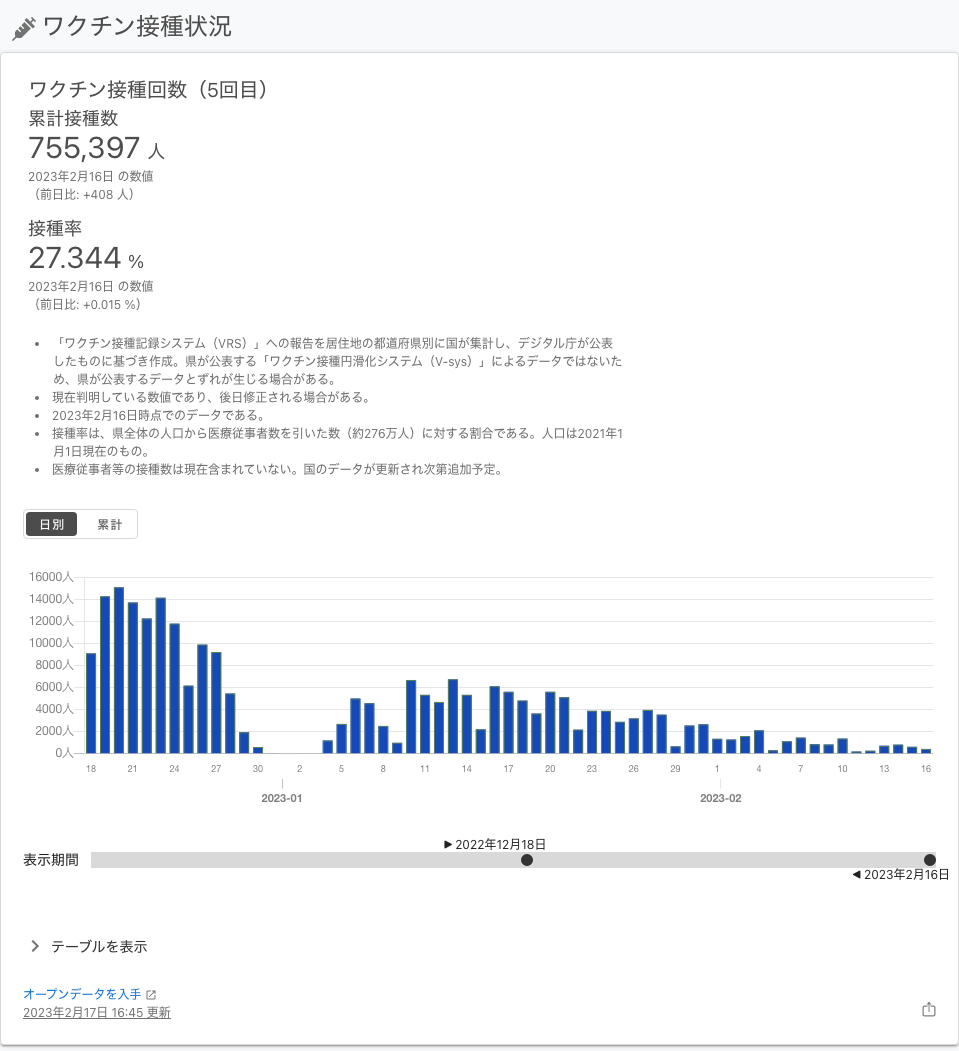 ワクチン接種状況
ワクチン接種回数（5回目）
累計接種数
755,397 人
2023年2月16日 の数値
（前日比: +408 人）
接種率
27.344 %
2023年2月16日 の数値
（前日比: +0.015 %）
• 「ワクチン接種記録システム（VRS）」への報告を居住地の都道府県別に国が集計し、デジタル庁が公表
したものに基づき作成。県が公表する「ワクチン接種円滑化システム（V-sys）」によるデータではないた
め、県が公表するデータとずれが生じる場合がある。
• 現在判明している数値であり、後日修正される場合がある。
• 2023年2月16日時点でのデータである。
• 接種率は、県全体の人口から医療従事者数を引いた数（約276万人）に対する割合である。人口は2021年1
月1日現在のもの。
• 医療従事者等の接種数は現在含まれていない。国のデータが更新され次第追加予定。
日別 累計
16000人
14000人
12000人
10000人
8000人
6000人
4000人
2000人
0人
18 21 24 27 30 2 5 8 11 14 17 20 23 26 29 1 4 7 10 13 16
2023-01 2023-02
▶ 2022年12月18日
表示期間
◀ 2023年2月16日
テーブルを表示
オープンデータを入手
2023年2月17日 16:45 更新